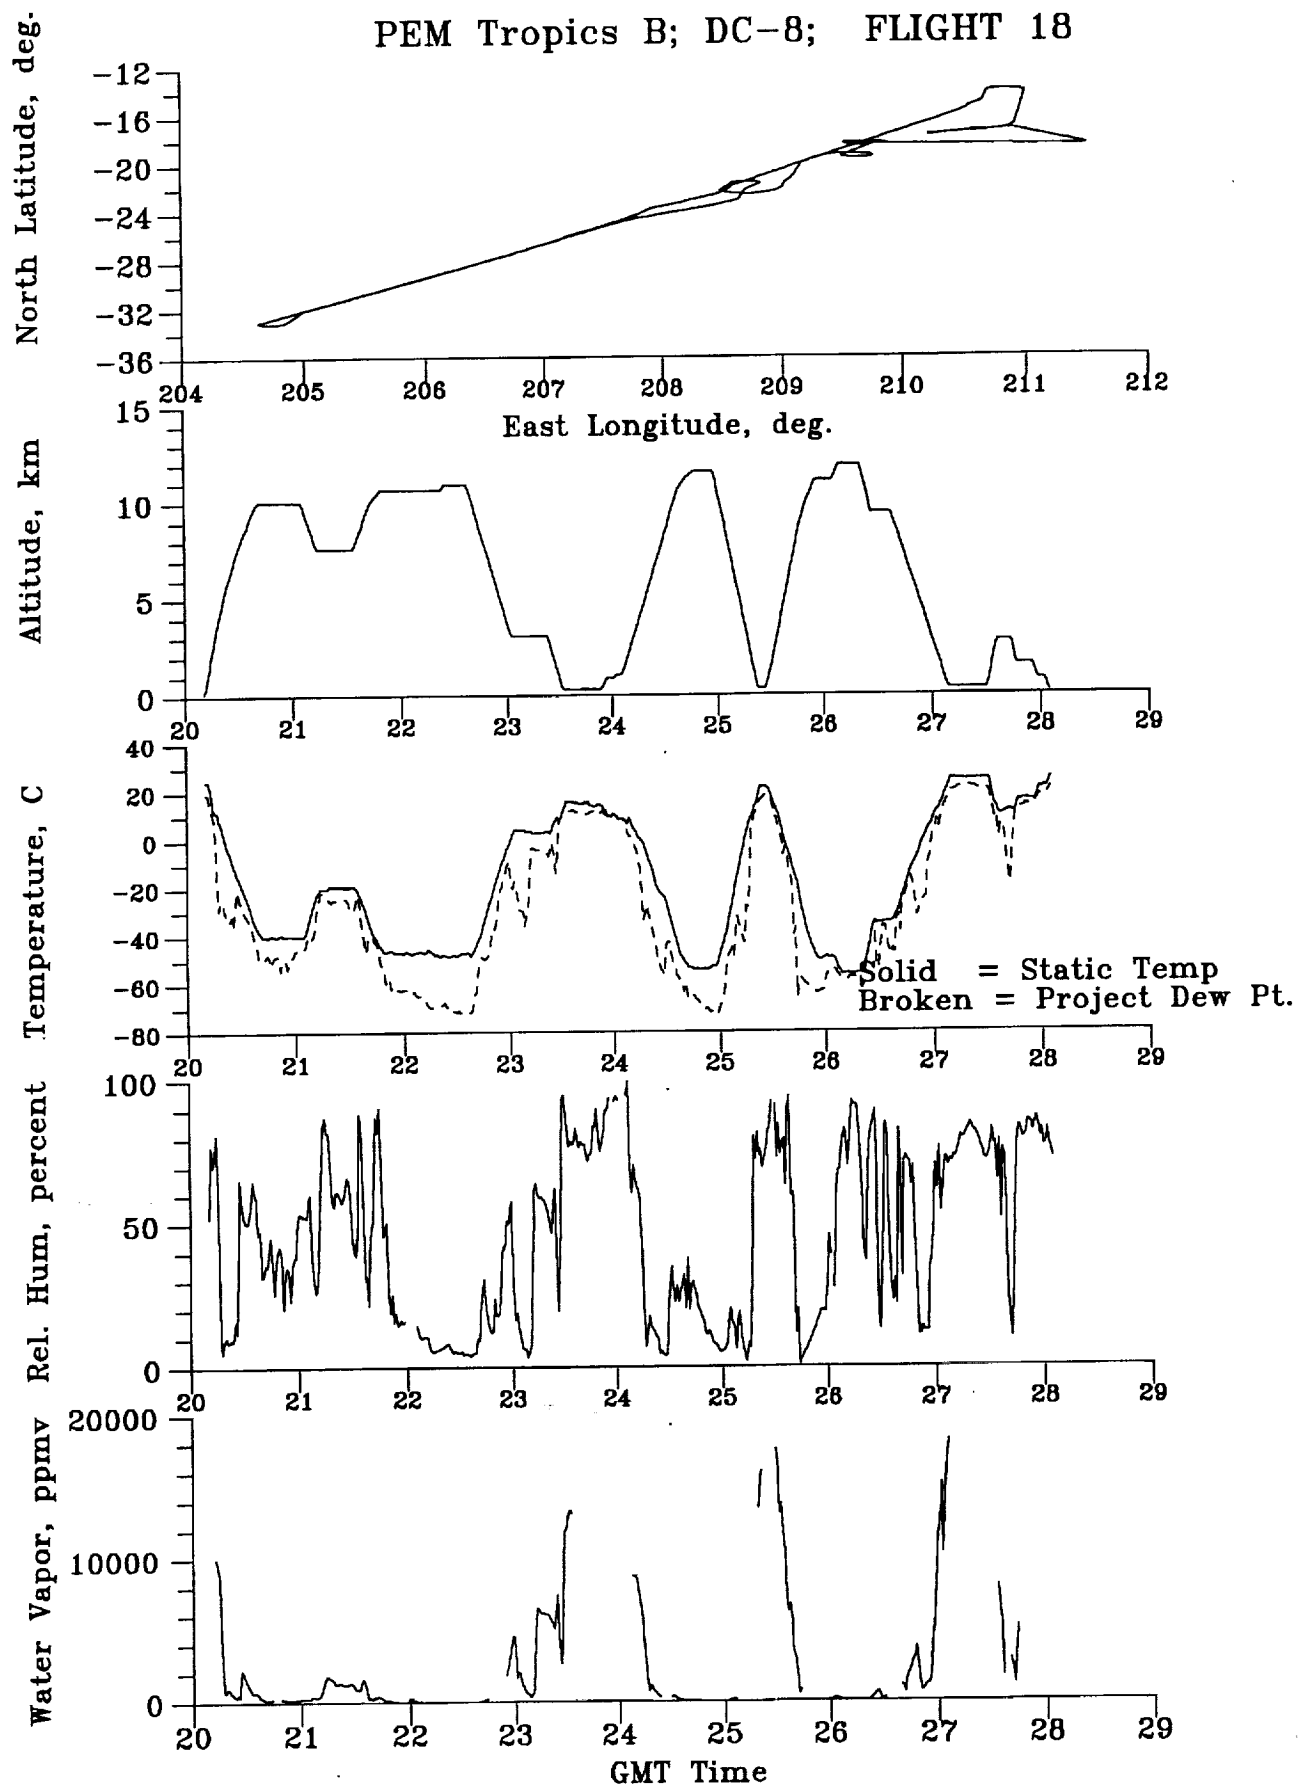 PEM Tropics B; DC-8; FLIGHT 18
North Latitude, deg.
-12
-16
-20
-24
-28
-32
-36
204 205 206 207 208 209 210 211 212
East Longitude, deg.
Altitude, km
15
10
5
0
20 21 22 23 24 25 26 27 28 29
Temperature, C
40
20
0
-20
-40
-60
-80
Solid = Static Temp
Broken = Project Dew Pt.
20 21 22 23 24 25 26 27 28 29
Rel. Hum, percent
100
50
0
20 21 22 23 24 25 26 27 28 29
Water Vapor, ppmv
20000
10000
0
20 21 22 23 24 25 26 27 28 29
GMT Time